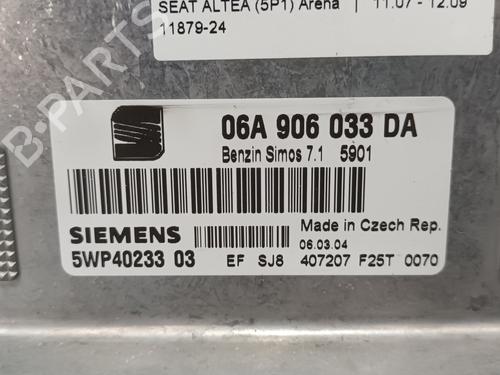 SEAT ALTEA (5P1) Arena | 11.07 - 12.09
11879-24
06A 906 033 DA
Benzin Simos 7.1 5901
SIEMENS
Made in Czech Rep.
06.03.04
5WP40233 03
EF SJ8 407207 F25T 0070
B-PARTS